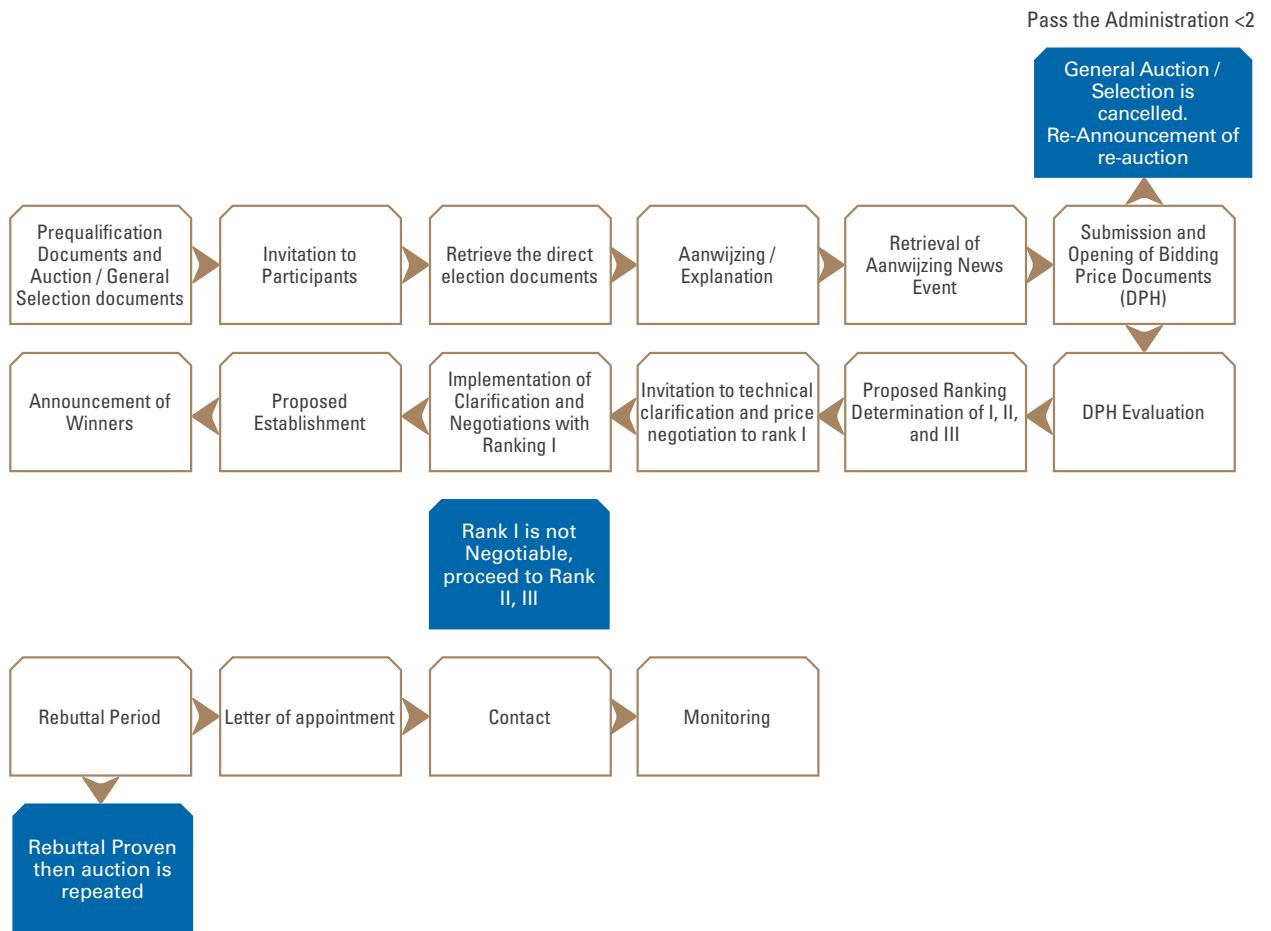 Pass the Administration <2
General Auction /
Selection is
cancelled.
Re-Announcement of
re-auction
Prequalification
Documents and
Auction / General
Selection documents
Invitation to
Participants
Retrieve the direct
election documents
Aanwijzing /
Explanation
Retrieval of
Aanwijzing News
Event
Submission and
Opening of Bidding
Price Documents
(DPH)
DPH Evaluation
Proposed Ranking
Determination of I, II,
and III
Invitation to technical
clarification and price
negotiation to rank I
Implementation of
Clarification and
Negotiations with
Ranking I
Proposed
Establishment
Announcement of
Winners
Rank I is not
Negotiable,
proceed to Rank
II, III
Rebuttal Period
Letter of appointment
Contact
Monitoring
Rebuttal Proven
then auction is
repeated